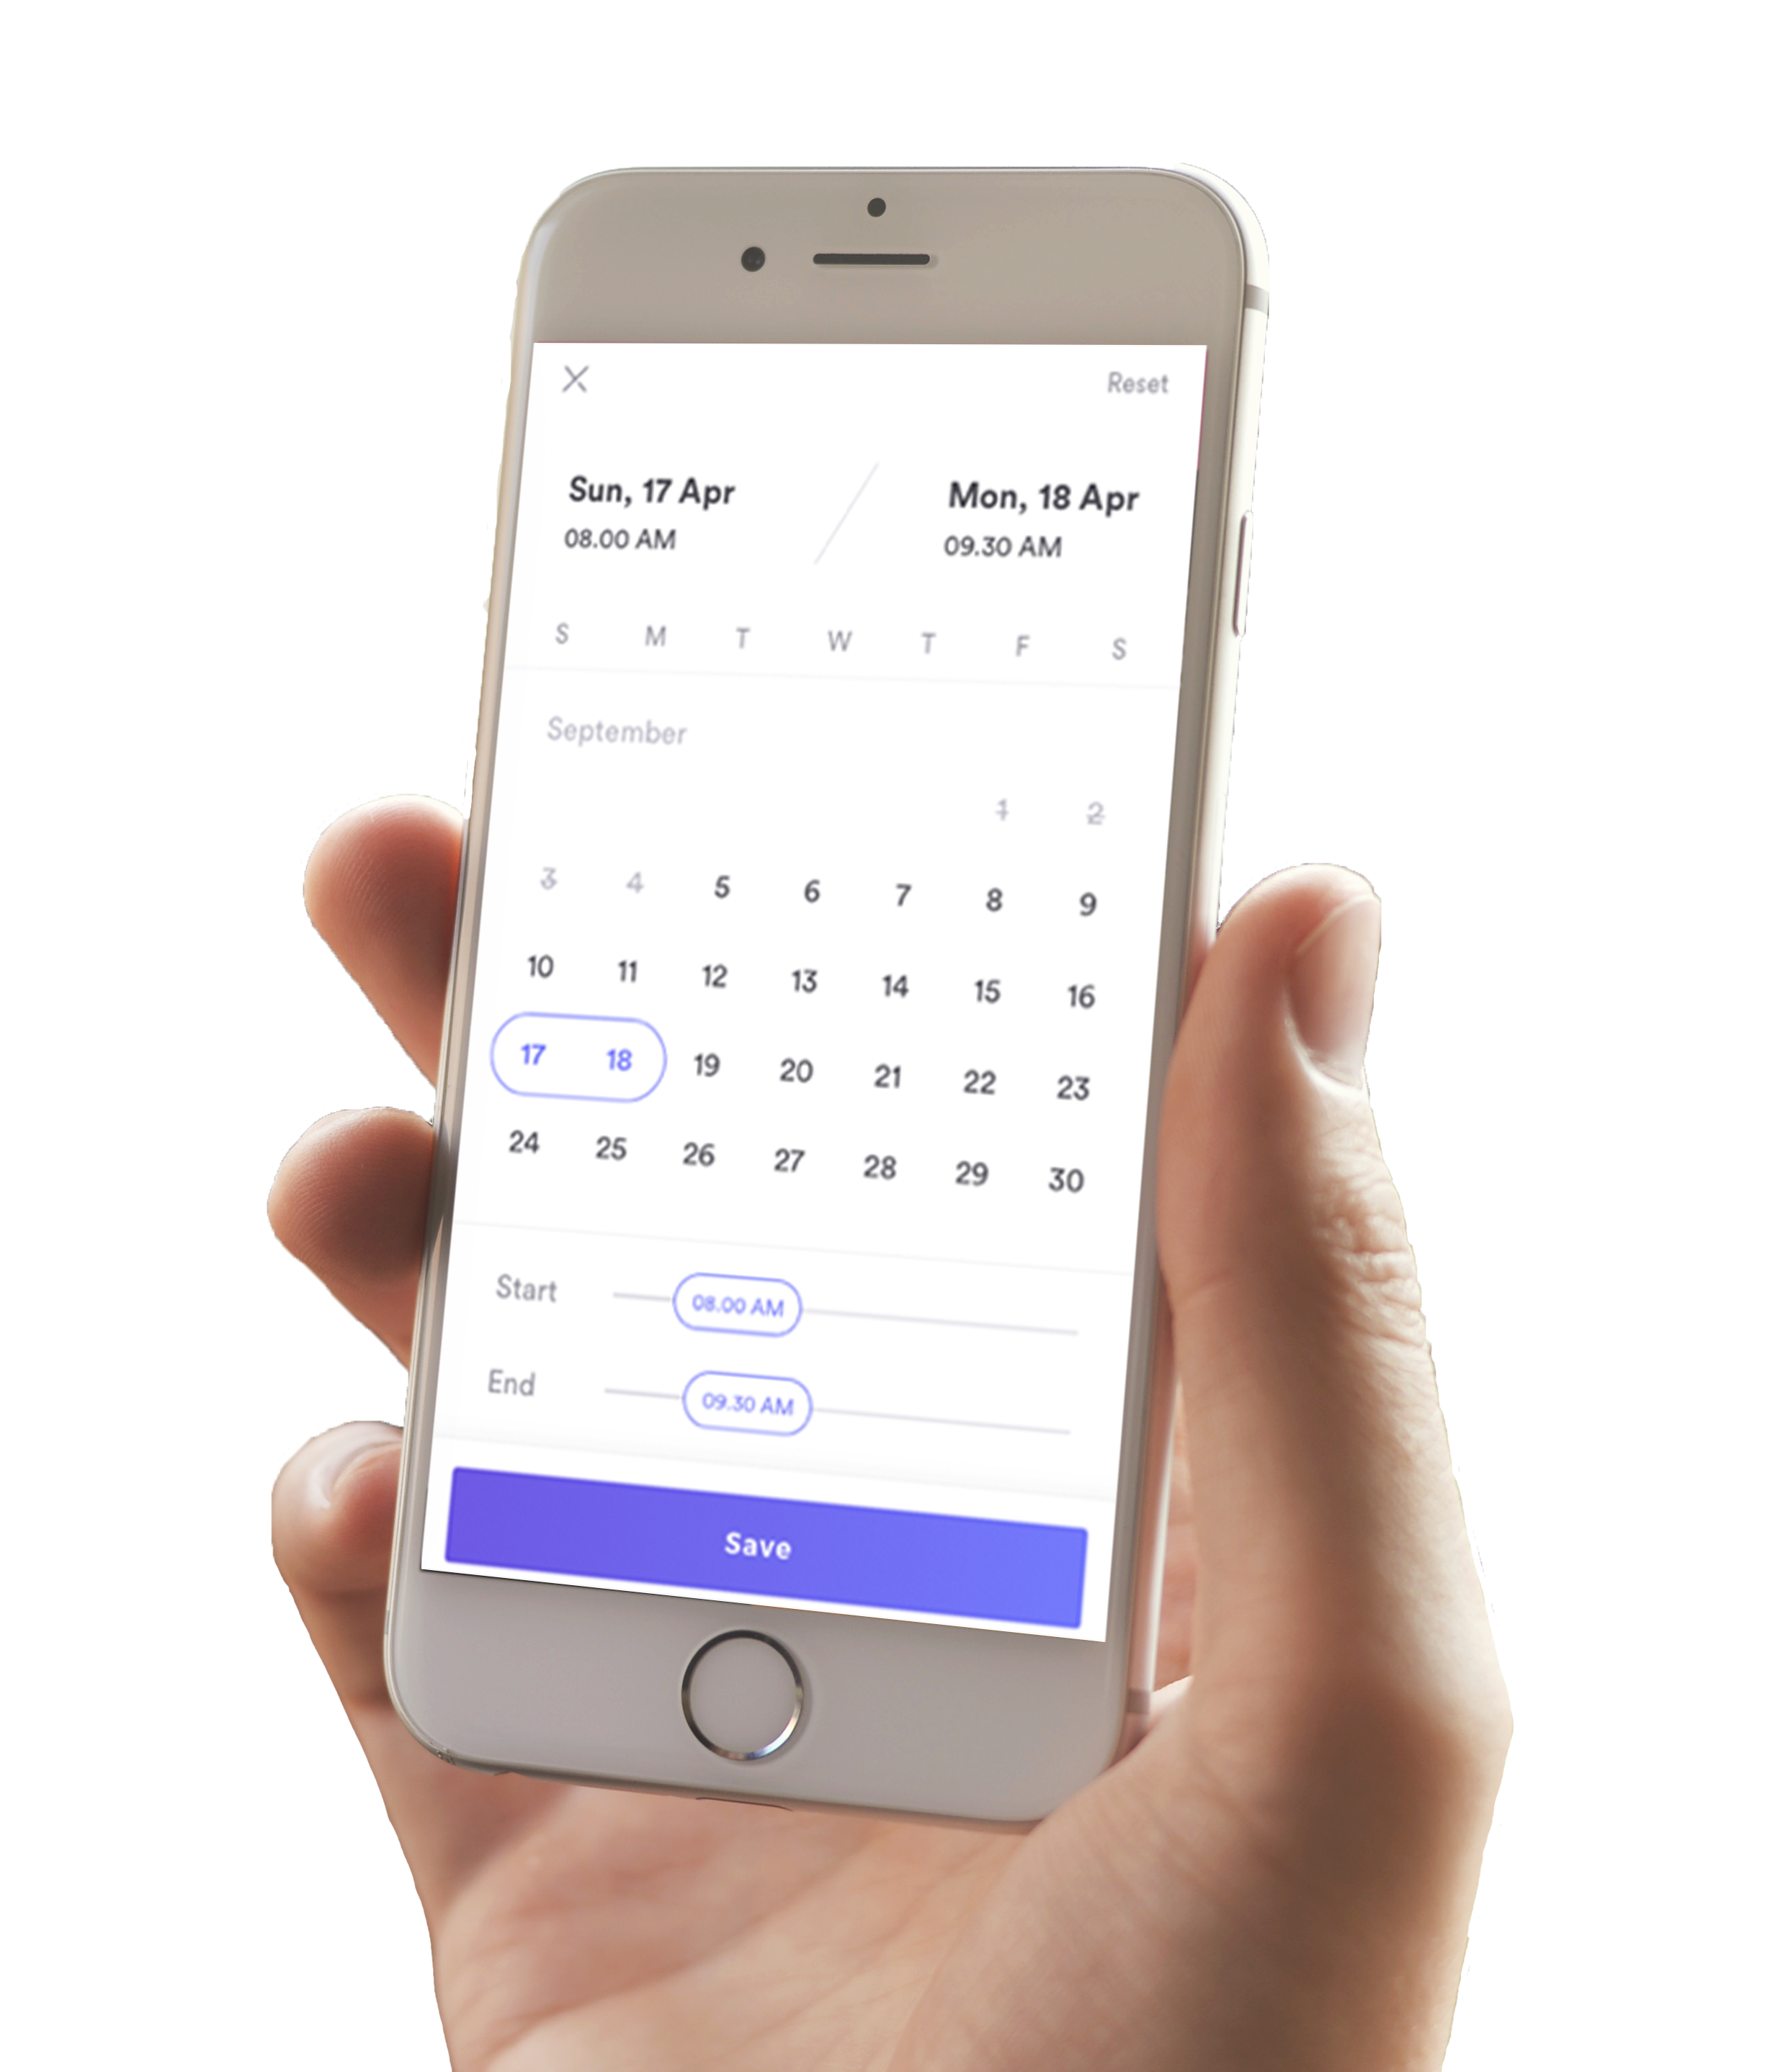 Reset
Sun, 17 Apr Mon, 18 Apr
08.00 AM 09.30 AM
S M T W T F S
September
1 2
3 4 5 6 7 8 9
10 11 12 13 14 15 16
17 18 19 20 21 22 23
24 25 26 27 28 29 30
Start 08.00 AM
End 09.30 AM
Save